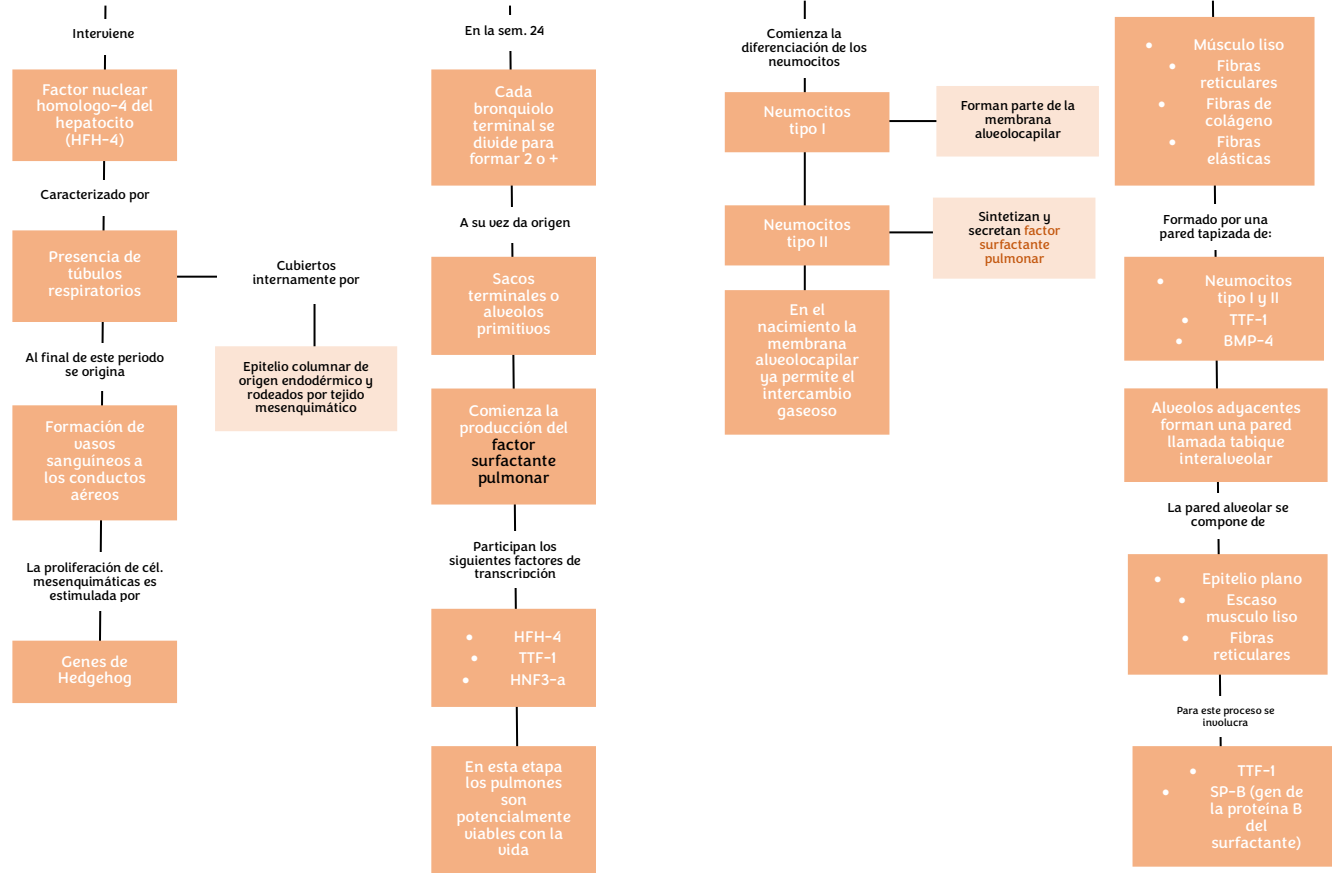 Interviene
Factor nuclear
homologo-4 del
hepatocito
(HFH-4)
Caracterizado por
Presencia de
túbulos
respiratorios
Cubiertos
internamente por
Epitelio columnar de
origen endodérmico y
rodeados por tejido
mesenquimático
Al final de este periodo
se origina
Formación de
vasos
sanguíneos a
los conductos
aéreos
La proliferación de cél.
mesenquimáticas es
estimulada por
Genes de
Hedgehog
En la sem. 24
Cada
bronquiolo
terminal se
divide para
formar 2 o +
A su vez da origen
Sacos
terminales o
alveolos
primitivos
Comienza la
producción del
factor
surfactante
pulmonar
Participan los
siguientes factores de
transcripción
• HFH-4
• TTF-1
• HNF3-a
En esta etapa
los pulmones
son
potencialmente
viables con la
vida
Comienza la
diferenciación de los
neumocitos
Neumocitos
tipo I
Forman parte de la
membrana
alveolocapilar
Neumocitos
tipo II
Sintetizan y
secretan factor
surfactante
pulmonar
En el
nacimiento la
membrana
alveolocapilar
ya permite el
intercambio
gaseoso
• Músculo liso
• Fibras
reticulares
• Fibras de
colágeno
• Fibras
elásticas
Formado por una
pared tapizada de:
• Neumocitos
tipo I y II
• TTF-1
• BMP-4
Alveolos adyacentes
forman una pared
llamada tabique
interalveolar
La pared alveolar se
compone de
• Epitelio plano
• Escaso
musculo liso
• Fibras
reticulares
Para este proceso se
involucra
• TTF-1
• SP-B (gen de
la proteína B
del
surfactante)